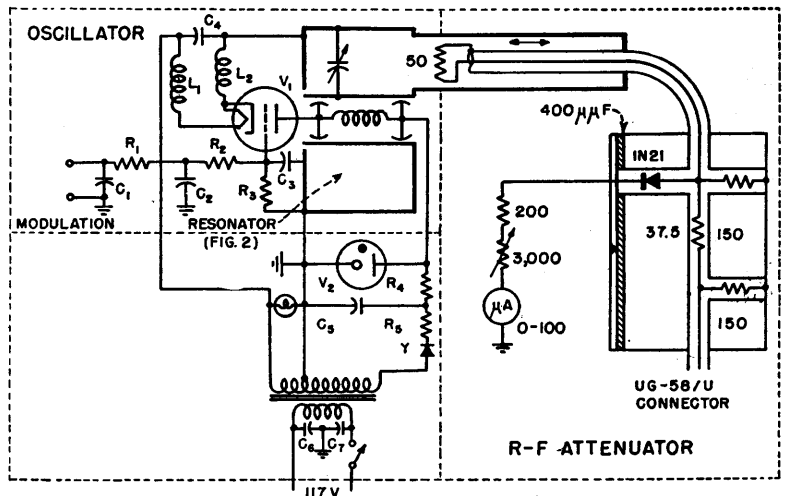 OSCILLATOR
C4
L1
L2
V1
50
400μμF
1N21
R1
R2
C1
C2
R3
C3
MODULATION
RESONATOR
(FIG. 2)
200
3,000
μA
0-100
37.5
150
150
V2
R4
C5
R5
Y
C6
C7
117V
UG-58/U
CONNECTOR
R-F ATTENUATOR